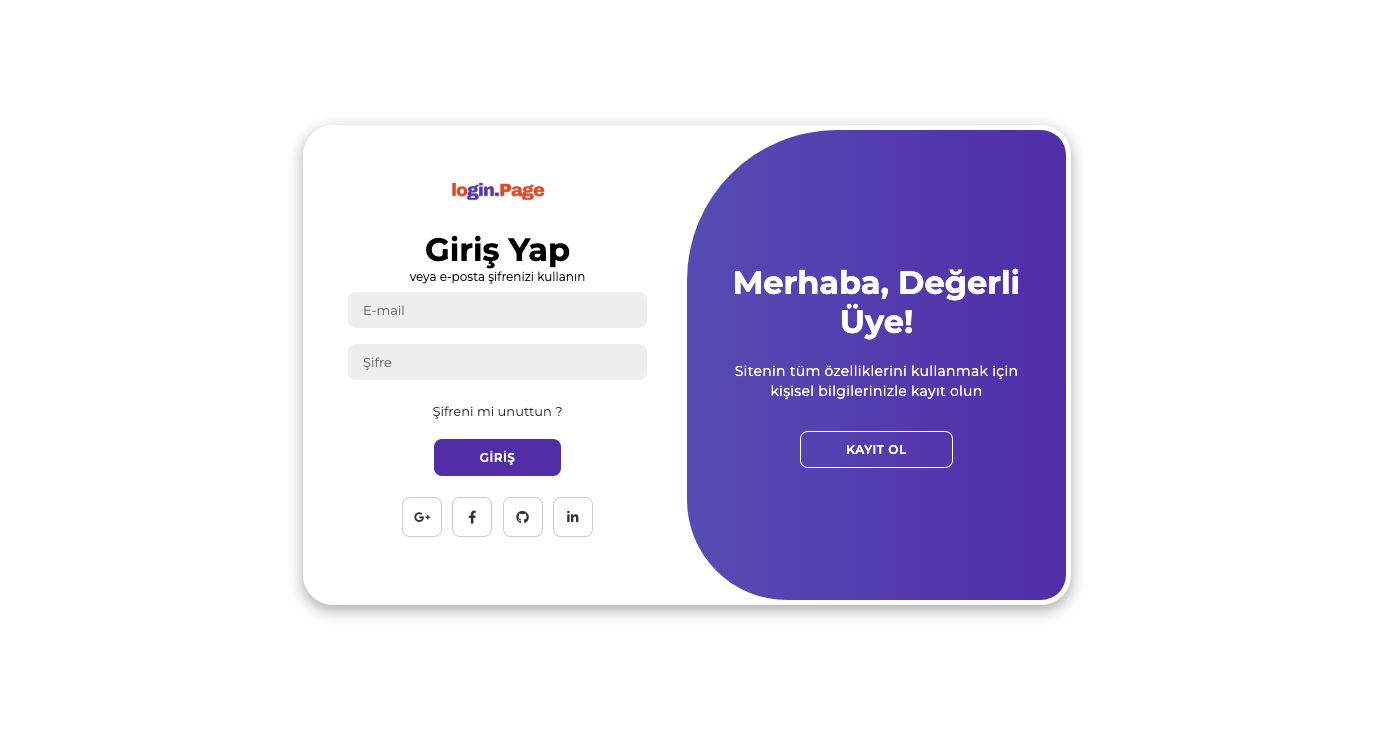 login.Page
Giriş Yap
veya e-posta şifrenizi kullanın
E-mail
Şifre
Şifreni mi unuttun ?
GİRİŞ
G+
f
in
Merhaba, Değerli
Üye!
Sitenin tüm özelliklerini kullanmak için
kişisel bilgilerinizle kayıt olun
KAYIT OL